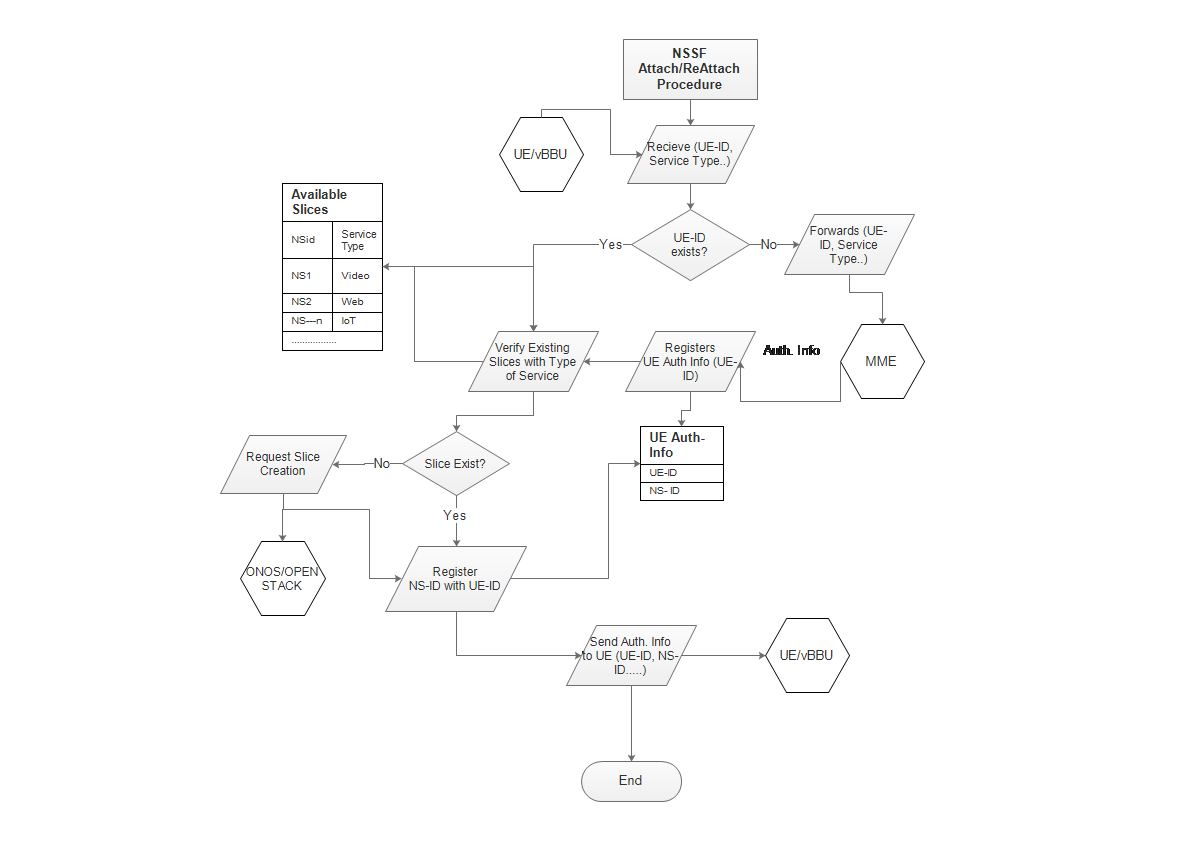 NSSF
Attach/ReAttach
Procedure
UE/vBBU
Recieve (UE-ID,
Service Type..)
Available
Slices
NSid
Service
Type
NS1
Video
NS2
Web
NS---n
IoT
.................
Yes
UE-ID
exists?
No
Forwards (UE-
ID, Service
Type..)
Verify Existing
Slices with Type
of Service
Registers
UE Auth Info (UE-
ID)
Auth. Info
MME
UE Auth-
Info
UE-ID
NS- ID
Request Slice
Creation
No
Slice Exist?
Yes
ONOS/OPEN
STACK
Register
NS-ID with UE-ID
Send Auth. Info
to UE (UE-ID, NS-
ID.....)
UE/vBBU
End